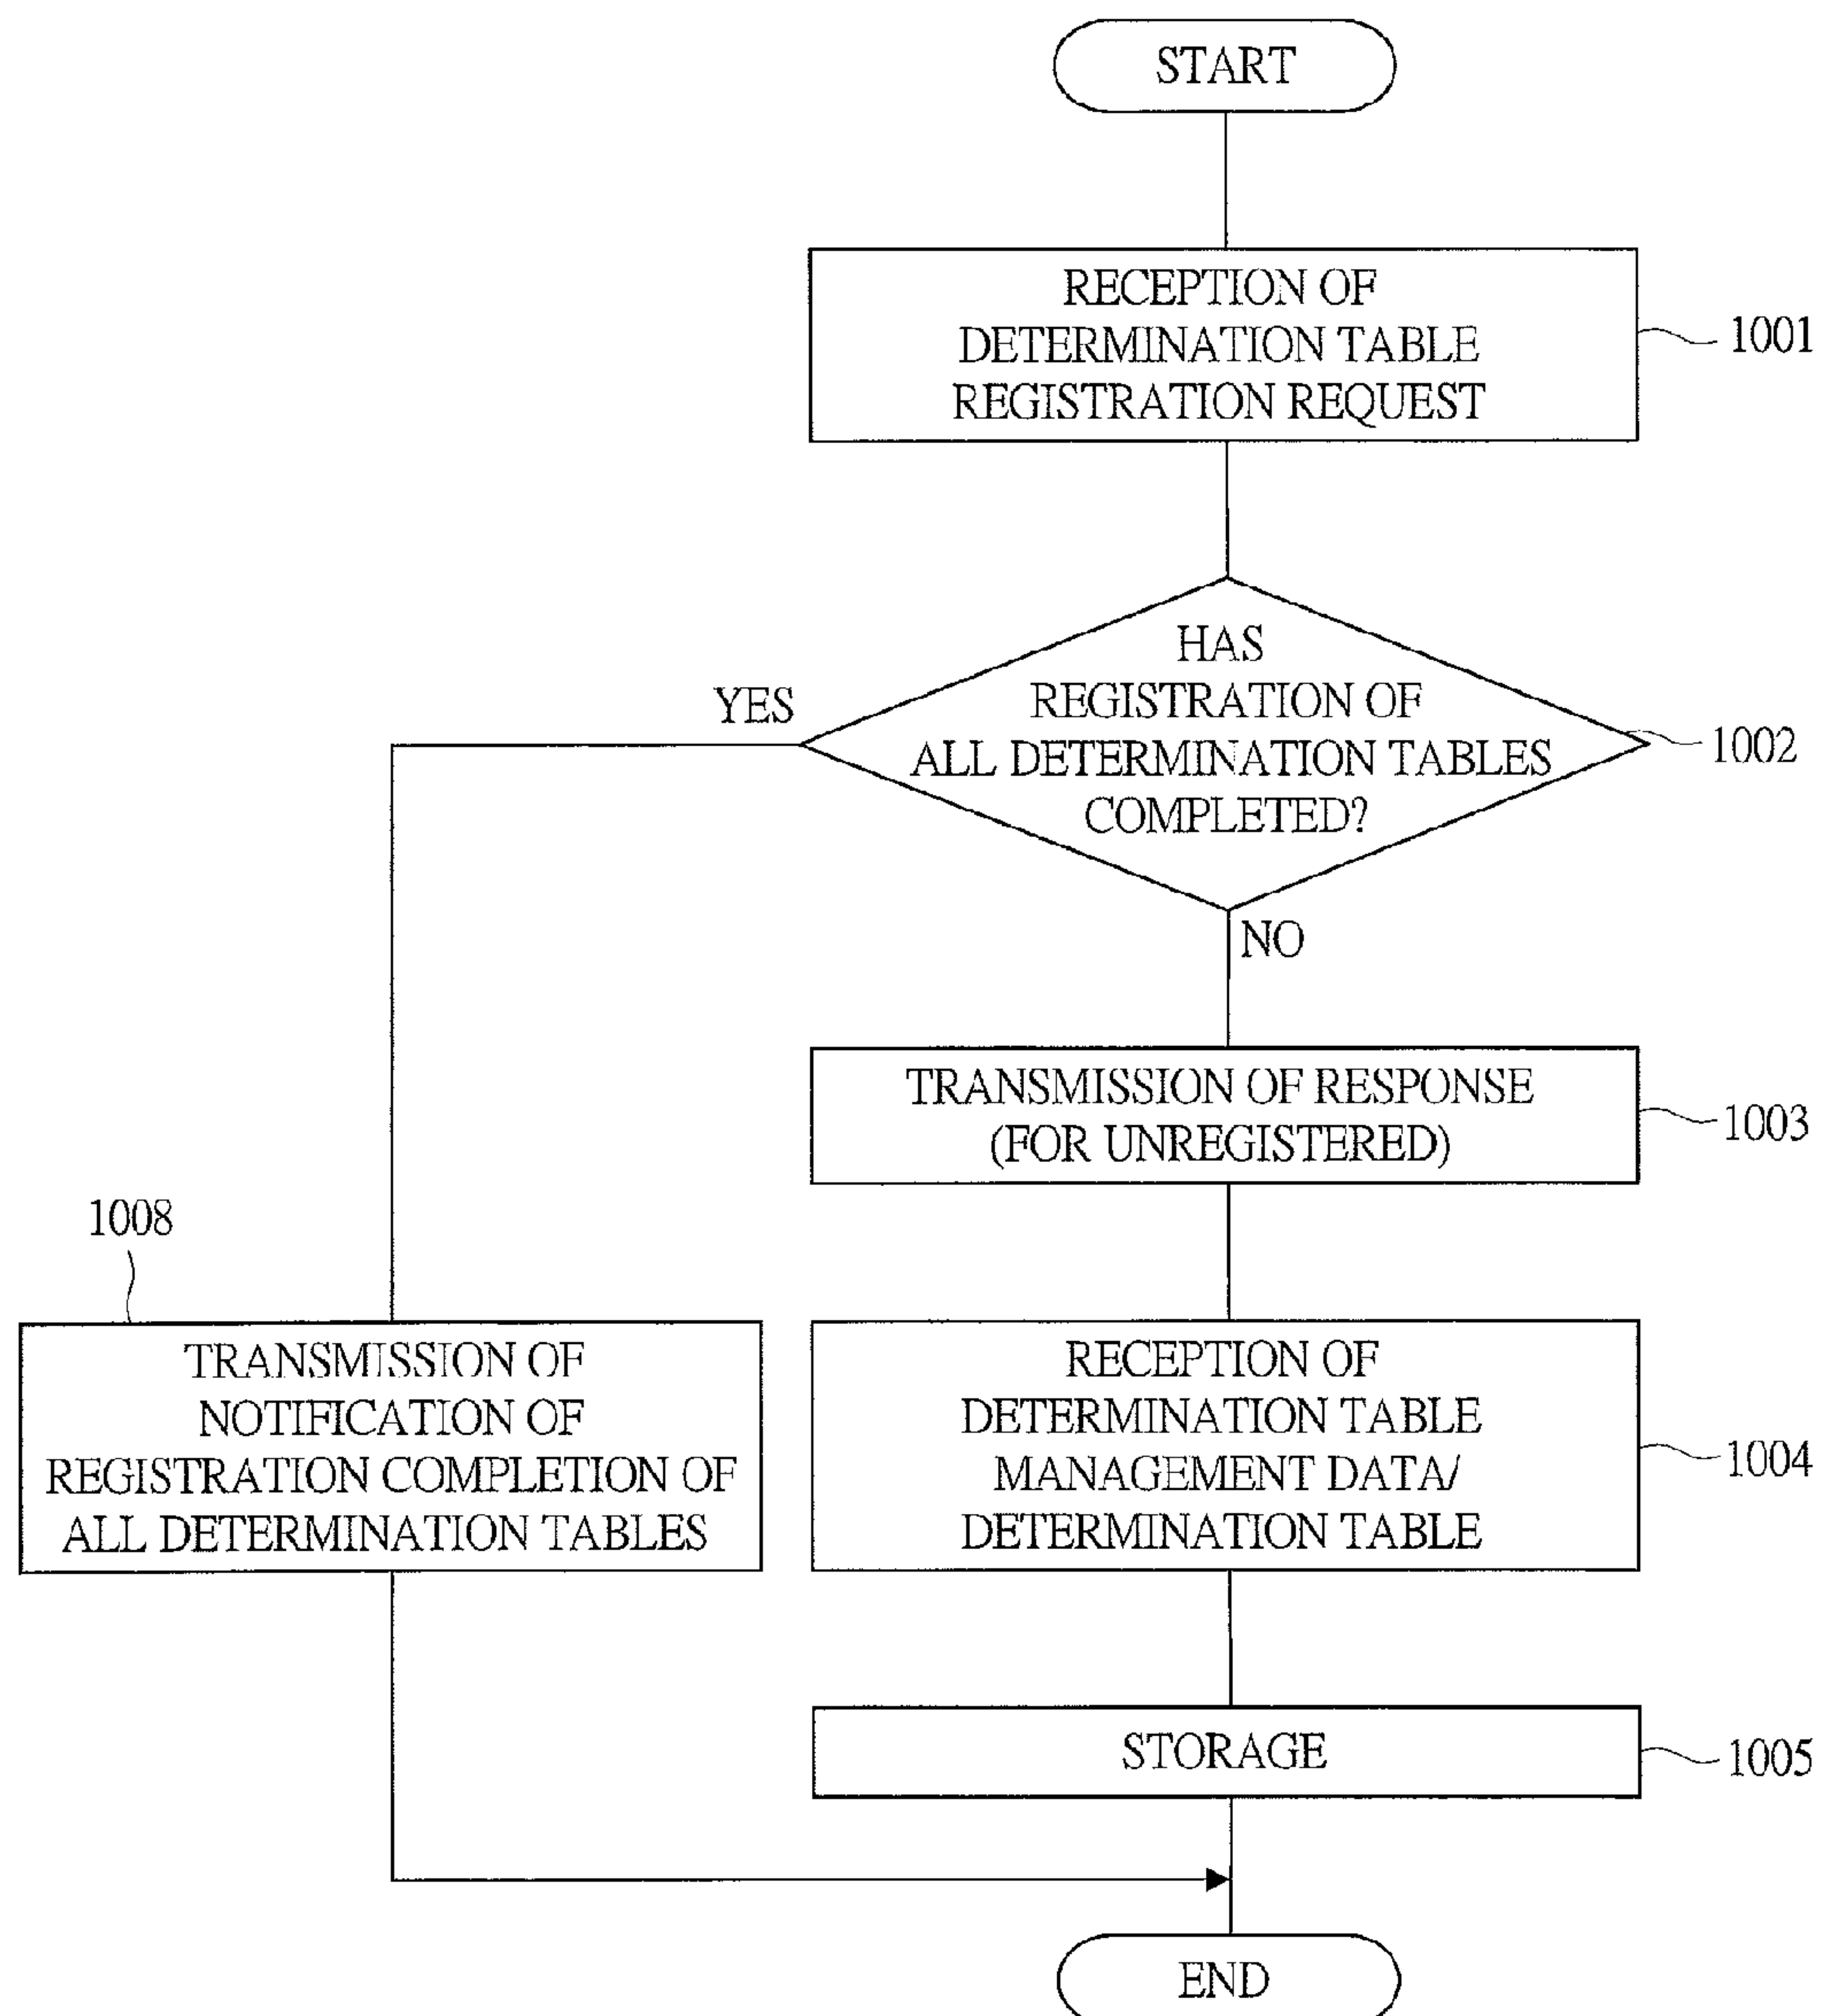 START
RECEPTION OF
DETERMINATION TABLE
REGISTRATION REQUEST
1001
HAS
REGISTRATION OF
ALL DETERMINATION TABLES
COMPLETED?
1002
YES
NO
TRANSMISSION OF RESPONSE
(FOR UNREGISTERED)
1003
1008
TRANSMISSION OF
NOTIFICATION OF
REGISTRATION COMPLETION OF
ALL DETERMINATION TABLES
RECEPTION OF
DETERMINATION TABLE
MANAGEMENT DATA/
DETERMINATION TABLE
1004
STORAGE
1005
END